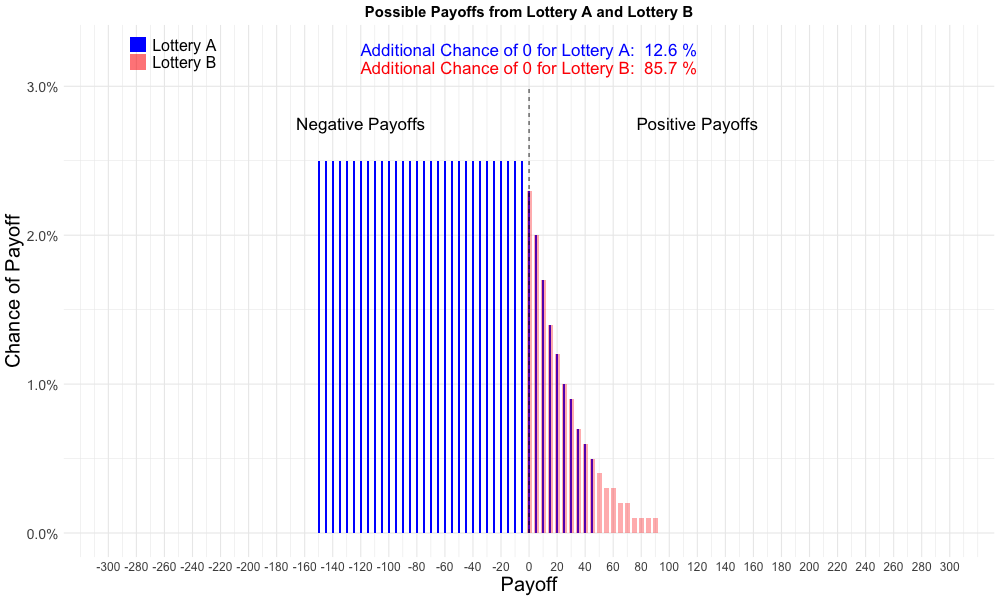 Possible Payoffs from Lottery A and Lottery B
Lottery A
Lottery B
Additional Chance of 0 for Lottery A: 12.6 %
Additional Chance of 0 for Lottery B: 85.7 %
Negative Payoffs
Positive Payoffs
Chance of Payoff
3.0%
2.0%
1.0%
0.0%
-300 -280 -260 -240 -220 -200 -180 -160 -140 -120 -100 -80 -60 -40 -20 0 20 40 60 80 100 120 140 160 180 200 220 240 260 280 300
Payoff